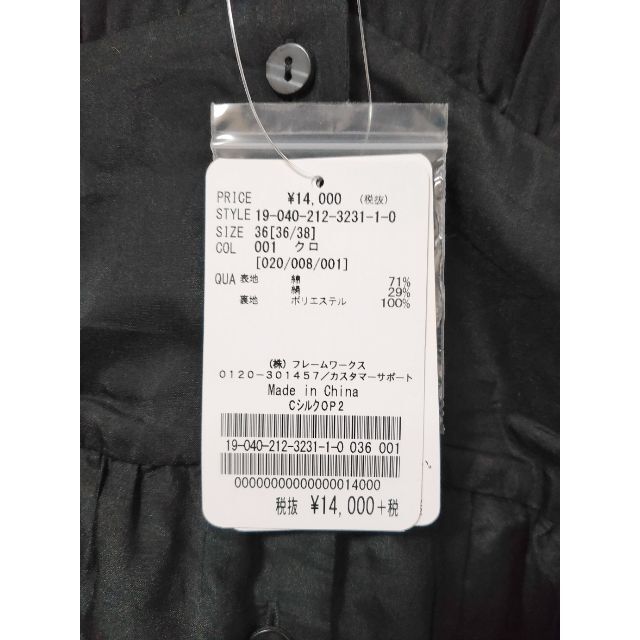 PRICE ¥14,000 (税抜)
STYLE 19-040-212-3231-1-0
SIZE 36[36/38]
COL 001 クロ
[020/008/001]
QUA 表地 綿 71%
絹 29%
裏地 ポリエステル 100%
(株) フレームワークス
0120-301457/カスタマーサポート
Made in China
CシルクOP2
19-040-212-3231-1-0 036 001
00000000000000014000
税抜 ¥14,000+税